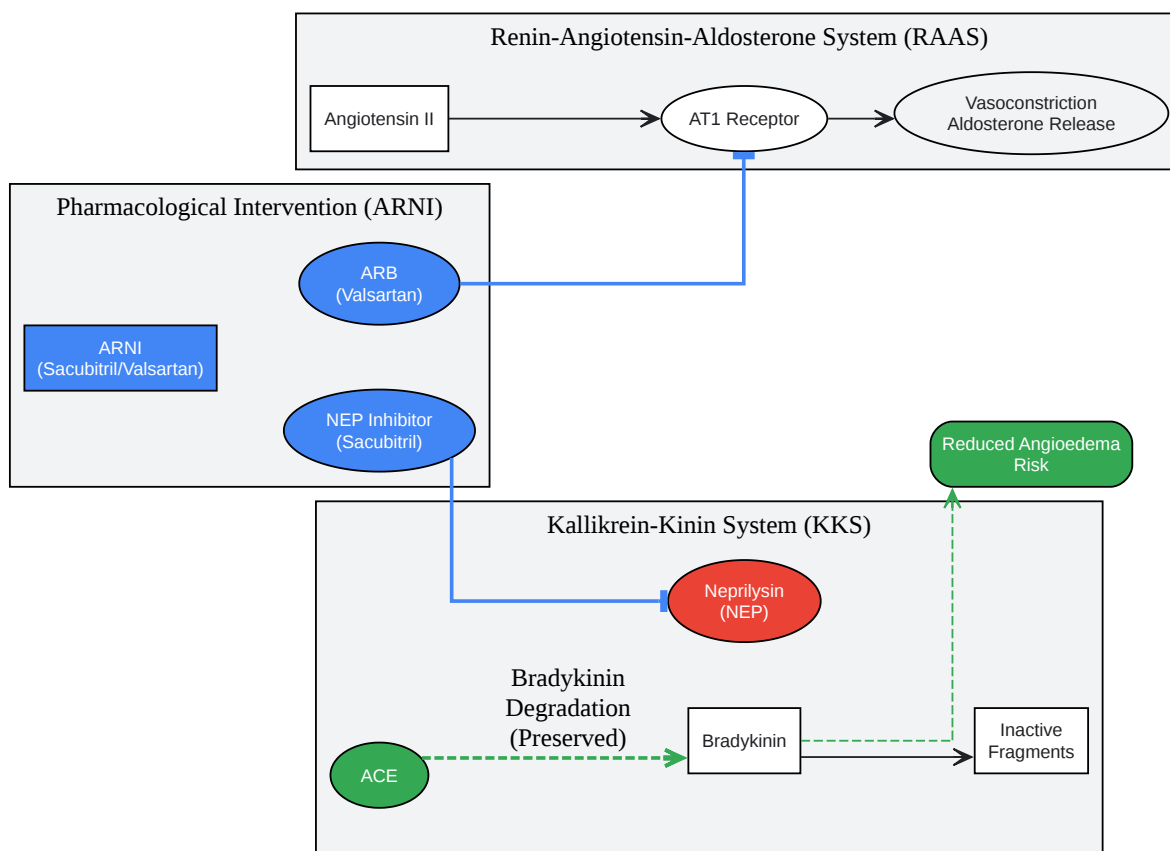 Renin-Angiotensin-Aldosterone System (RAAS)
Angiotensin II
AT1 Receptor
Vasoconstriction
Aldosterone Release
Pharmacological Intervention (ARNI)
ARB
(Valsartan)
ARNI
(Sacubitril/Valsartan)
NEP Inhibitor
(Sacubitril)
Reduced Angioedema
Risk
Kallikrein-Kinin System (KKS)
Neprilysin
(NEP)
Bradykinin
Degradation
(Preserved)
ACE
Bradykinin
Inactive
Fragments